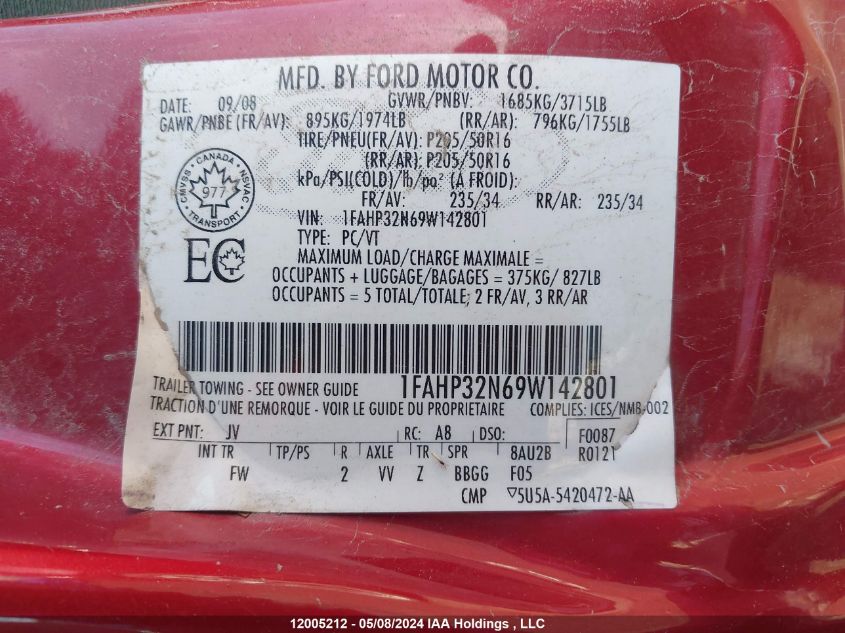 MFD. BY FORD MOTOR CO.
DATE: 09/08 GVWR/PNBV: 1685KG/3715LB
GAWR/PNBE (FR/AV): 895KG/1974LB (RR/AR): 796KG/1755LB
TIRE/PNEU(FR/AV): P205/50R16
(RR/AR): P205/50R16
kPa/PSI(COLD)/lb/po² (A FROID):
FR/AV: 235/34 RR/AR: 235/34
VIN: 1FAHP32N69W142801
TYPE: PC/VT
MAXIMUM LOAD/CHARGE MAXIMALE =
OCCUPANTS + LUGGAGE/BAGAGES = 375KG/ 827LB
OCCUPANTS = 5 TOTAL/TOTALE, 2 FR/AV, 3 RR/AR
CANADA
CMVSS NSVAC
977
TRANSPORT
EC
TRAILER TOWING - SEE OWNER GUIDE 1FAHP32N69W142801
TRACTION D'UNE REMORQUE - VOIR LE GUIDE DU PROPRIETAIRE COMPLIES: ICES/NMB-002
EXT PNT: JV RC: A8 DSO: F0087
INT TR TP/PS R AXLE TR SPR 8AU2B R0121
FW 2 VV Z BBGG F05
CMP ▽5U5A-5420472-AA
12005212 - 05/08/2024 IAA Holdings , LLC